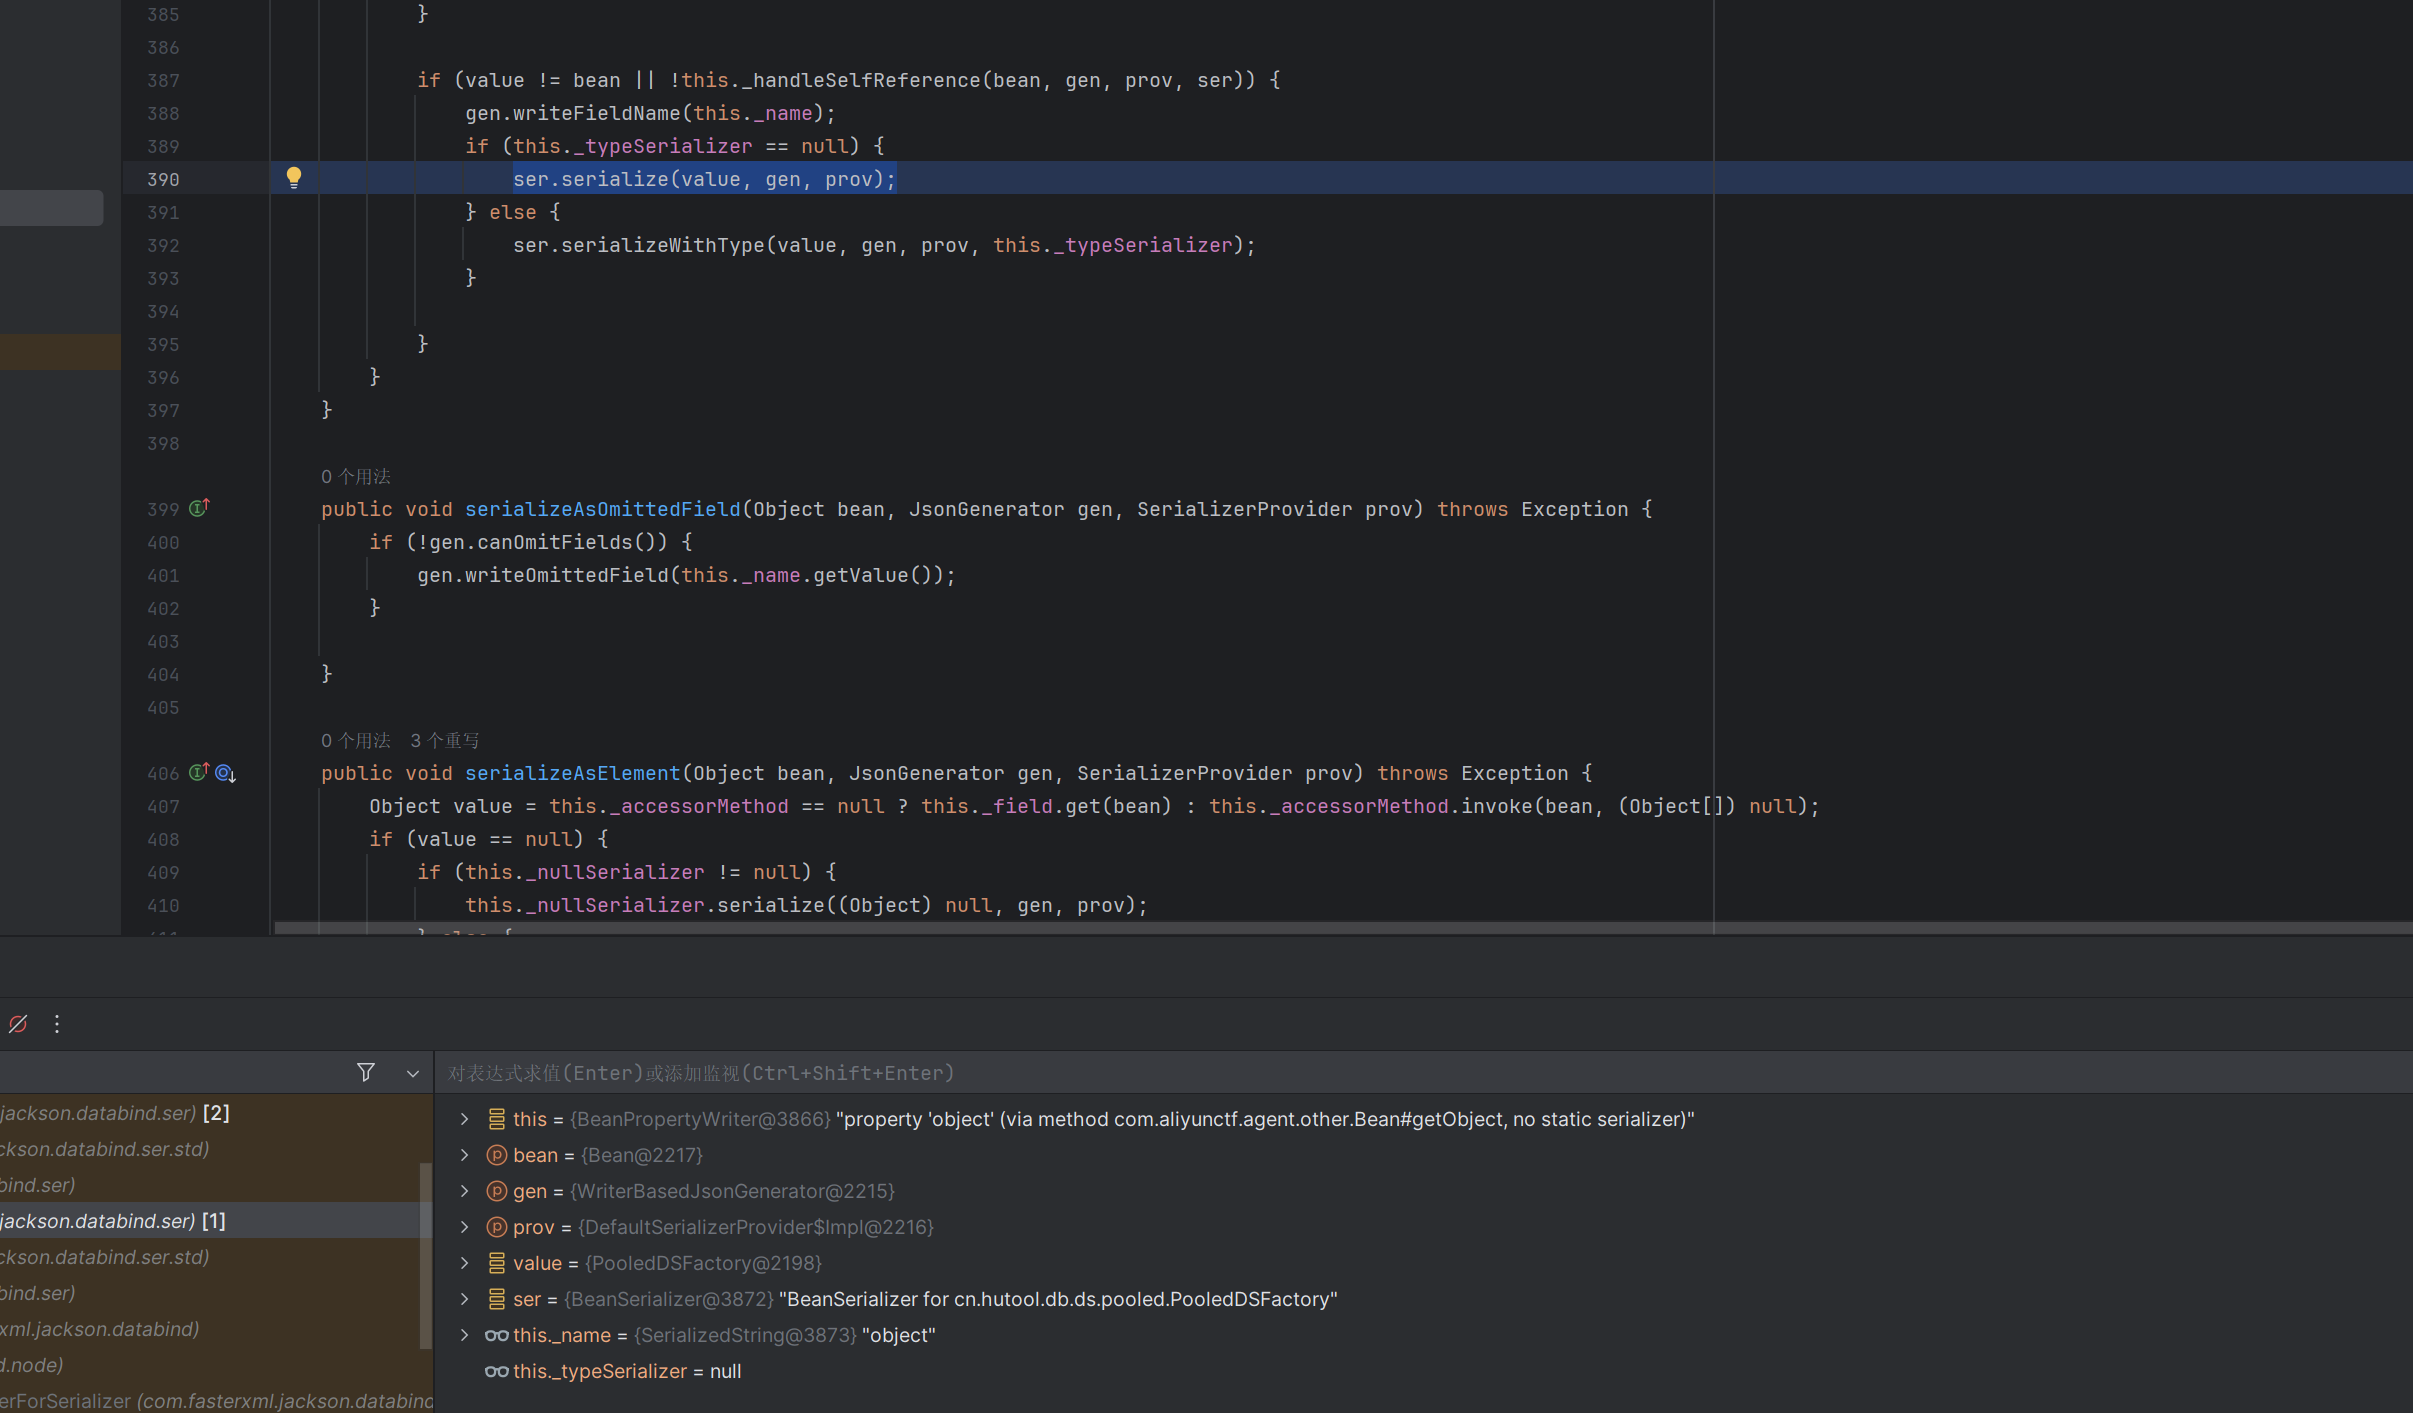 385 }
386
387 if (value != bean || !this._handleSelfReference(bean, gen, prov, ser)) {
388 gen.writeFieldName(this._name);
389 if (this._typeSerializer == null) {
390 ser.serialize(value, gen, prov);
391 } else {
392 ser.serializeWithType(value, gen, prov, this._typeSerializer);
393 }
394
395 }
396 }
397 }
398
0 个用法
399 public void serializeAsOmittedField(Object bean, JsonGenerator gen, SerializerProvider prov) throws Exception {
400 if (!gen.canOmitFields()) {
401 gen.writeOmittedField(this._name.getValue());
402 }
403
404 }
405
0 个用法 3 个重写
406 public void serializeAsElement(Object bean, JsonGenerator gen, SerializerProvider prov) throws Exception {
407 Object value = this._accessorMethod == null ? this._field.get(bean) : this._accessorMethod.invoke(bean, (Object[]) null);
408 if (value == null) {
409 if (this._nullSerializer != null) {
410 this._nullSerializer.serialize((Object) null, gen, prov);
对表达式求值(Enter)或添加监视(Ctrl+Shift+Enter)
jackson.databind.ser) [2]
ckson.databind.ser.std)
bind.ser)
jackson.databind.ser) [1]
ckson.databind.ser.std)
bind.ser)
xml.jackson.databind)
d.node)
erForSerializer (com.fasterxml.jackson.databind
this = {BeanPropertyWriter@3866} "property 'object' (via method com.aliyunctf.agent.other.Bean#getObject, no static serializer)"
bean = {Bean@2217}
gen = {WriterBasedJsonGenerator@2215}
prov = {DefaultSerializerProvider$Impl@2216}
value = {PooledDSFactory@2198}
ser = {BeanSerializer@3872} "BeanSerializer for cn.hutool.db.ds.pooled.PooledDSFactory"
this._name = {SerializedString@3873} "object"
this._typeSerializer = null